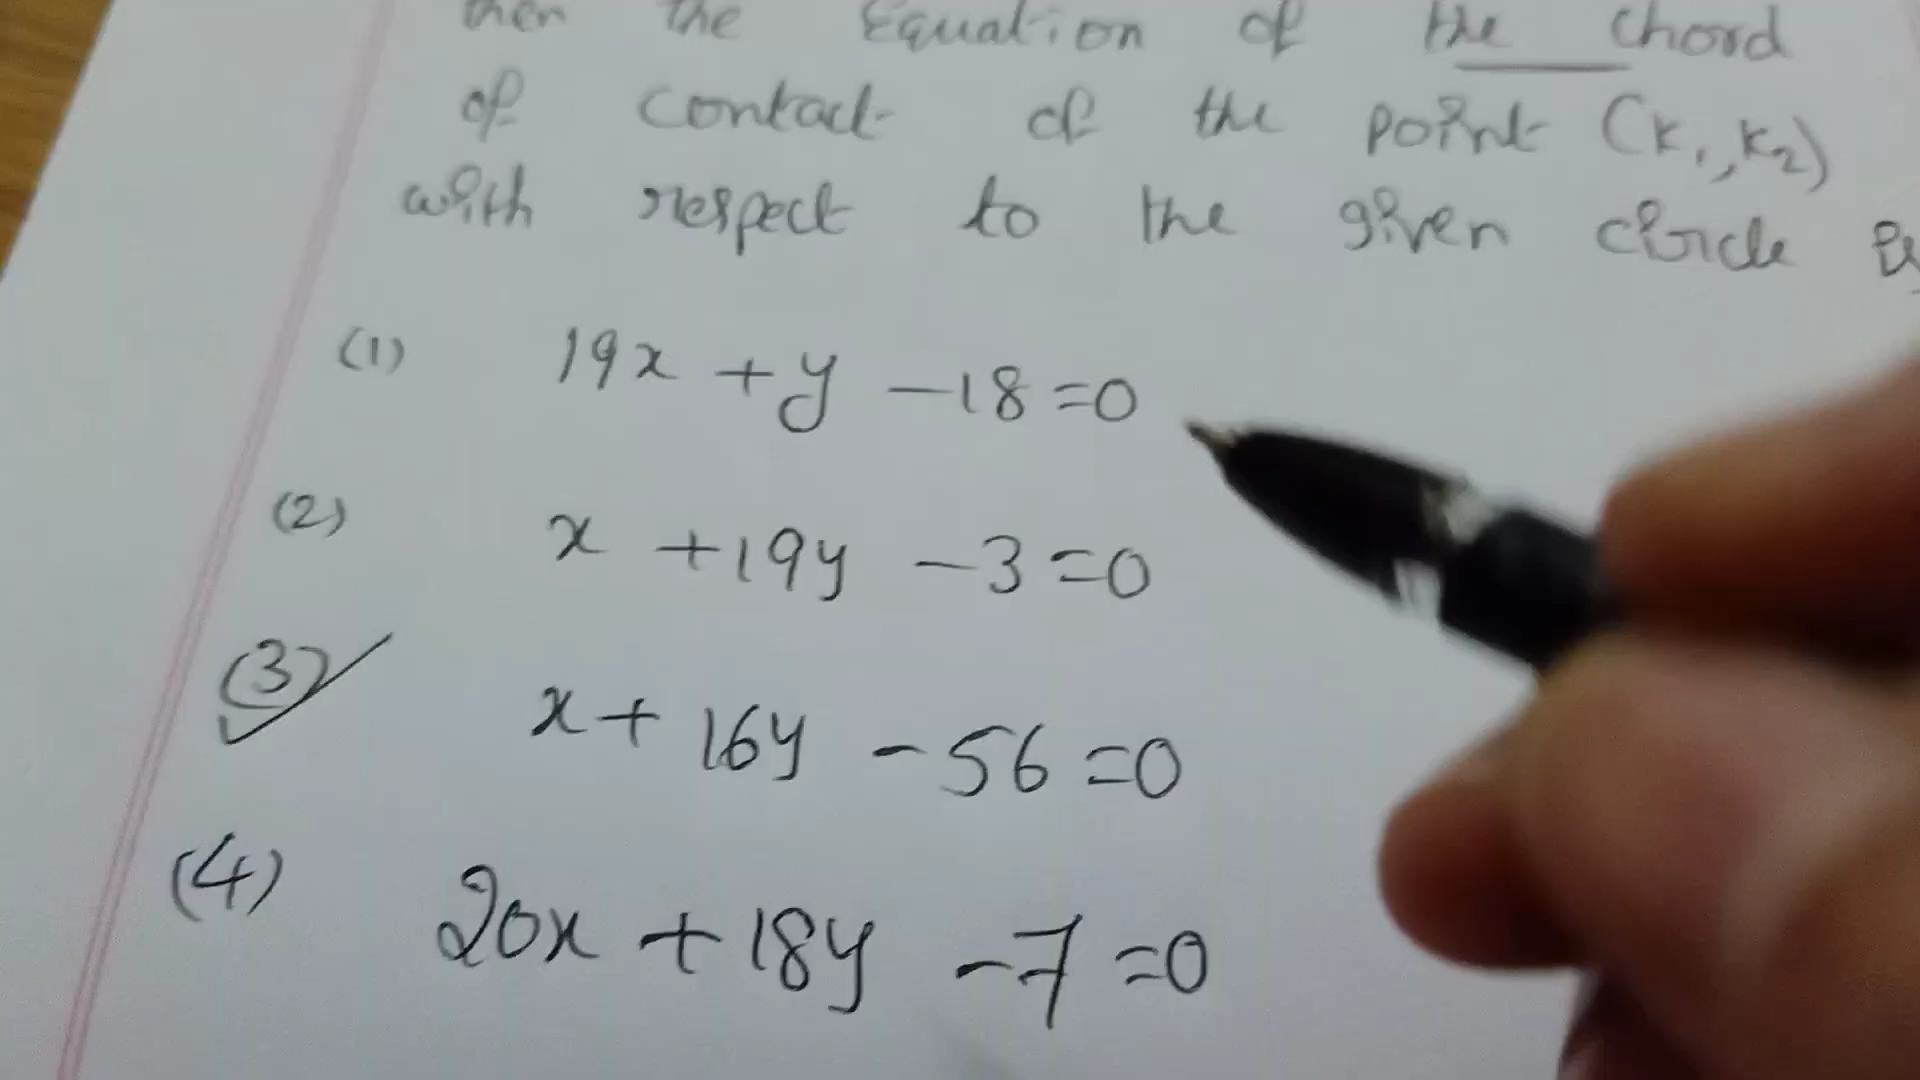 then the Equation of the chord
of contact of the point (k₁, k₂)
with respect to the given circle
(1) 19x + y - 18 = 0
(2) x + 19y - 3 = 0
(3) x + 16y - 56 = 0
(4) 20x + 18y - 7 = 0